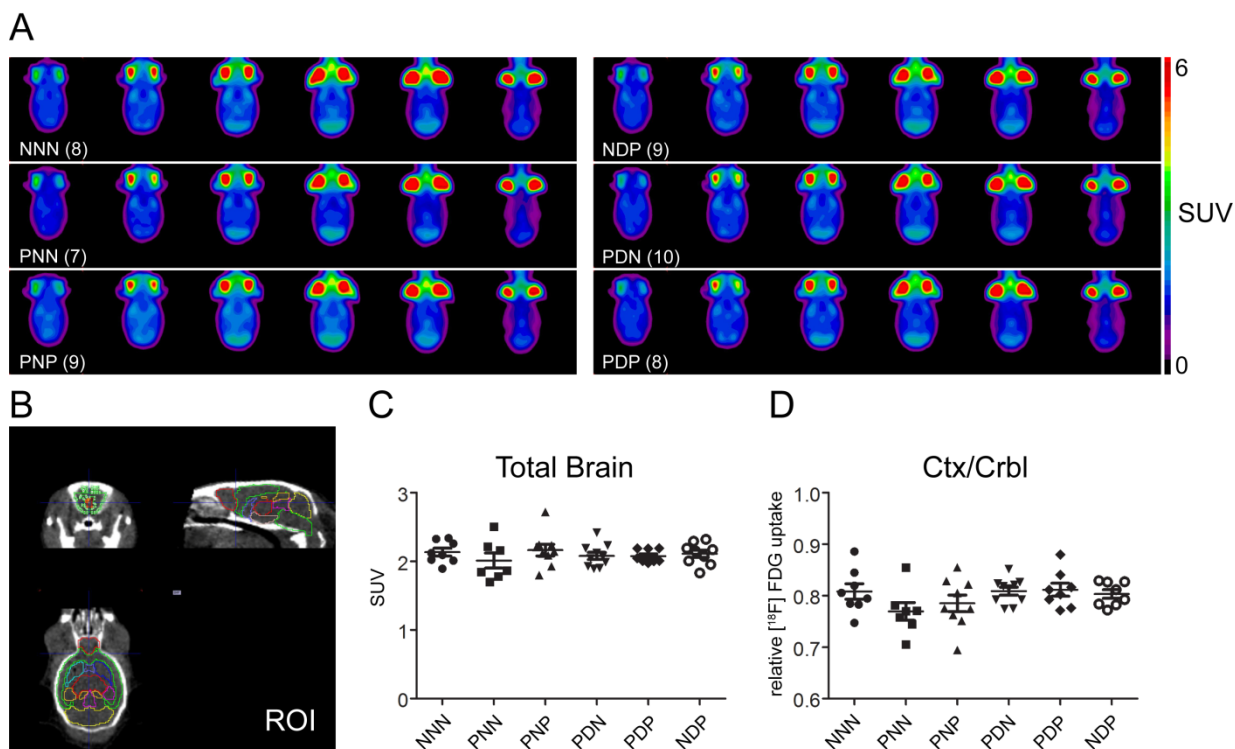 A
NNN (8)
PNN (7)
PNP (9)
NDP (9)
PDN (10)
PDP (8)
6
SUV
0
B
ROI
C
Total Brain
SUV
3
2
1
0
NNN
PNN
PNP
PDN
PDP
NDP
D
Ctx/Crbl
relative [¹⁸F] FDG uptake
1.0
0.9
0.8
0.7
0.6
NNN
PNN
PNP
PDN
PDP
NDP